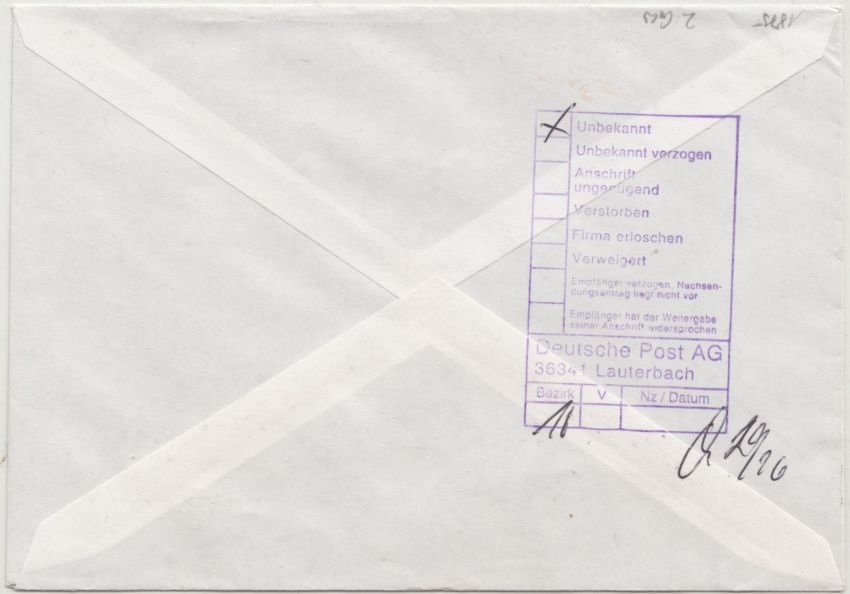 Unbekannt
Unbekannt verzogen
Anschrift
ungenügend
Verstorben
Firma erloschen
Verweigert
Empfänger verzogen, Nachsen-
dungsantrag liegt nicht vor
Empfänger hat der Weitergabe
seiner Anschrift widersprochen
Deutsche Post AG
36341 Lauterbach
Bezirk V Nz / Datum